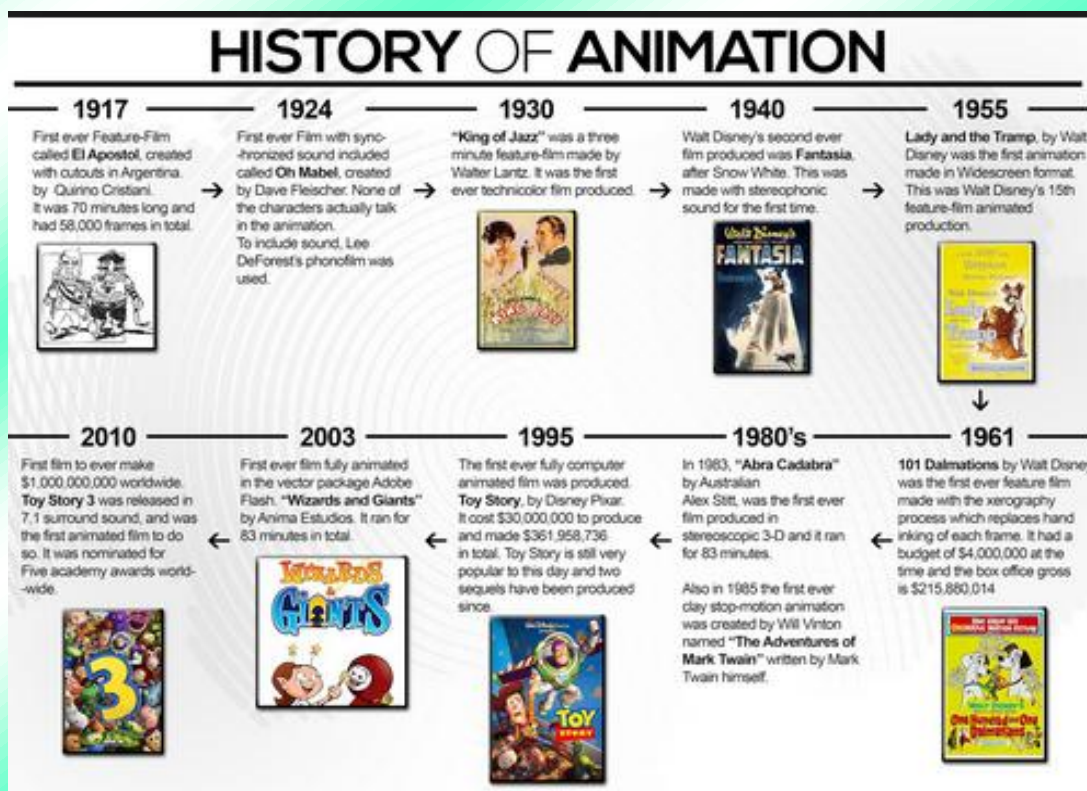 HISTORY OF ANIMATION
1917
First ever Feature-Film
called El Apostol, created
with cutouts in Argentina.
by Quirino Cristiani.
It was 70 minutes long and
had 58,000 frames in total.
1924
First ever Film with sync-
-hronized sound included
called Oh Mabel, created
by Dave Fleischer. None of
the characters actually talk
in the animation.
To include sound, Lee
DeForest's phonofilm was
used.
1930
"King of Jazz" was a three
minute feature-film made by
Walter Lantz. It was the first
ever technicolor film produced.
1940
Walt Disney's second ever
film produced was Fantasia,
after Snow White. This was
made with stereophonic
sound for the first time.
Walt Disney's
FANTASIA
1955
Lady and the Tramp, by Walt
Disney was the first animation
made in Widescreen format.
This was Walt Disney's 15th
feature-film animated
production.
Lady
Tramp
1961
101 Dalmations by Walt Disney
was the first ever feature film
made with the xerography
process which replaces hand
inking of each frame. It had a
budget of $4,000,000 at the
time and the box office gross
is $215,880,014
WALT DISNEY'S
One Hundred and One
Dalmatians
1980's
In 1983, "Abra Cadabra"
by Australian
Alex Stitt, was the first ever
film produced in
stereoscopic 3-D and it ran
for 83 minutes.
Also in 1985 the first ever
clay stop-motion animation
was created by Will Vinton
named "The Adventures of
Mark Twain" written by Mark
Twain himself.
1995
The first ever fully computer
animated film was produced.
Toy Story, by Disney Pixar.
It cost $30,000,000 to produce
and made $361,958,736
in total. Toy Story is still very
popular to this day and two
sequels have been produced
since.
TOY
STORY
2003
First ever film fully animated
in the vector package Adobe
Flash. "Wizards and Giants"
by Anima Estudios. It ran for
83 minutes in total.
WIZARDS
&
GIANTS
2010
First film to ever make
$1,000,000,000 worldwide.
Toy Story 3 was released in
7.1 surround sound, and was
the first animated film to do
so. It was nominated for
Five academy awards world-
-wide.
3